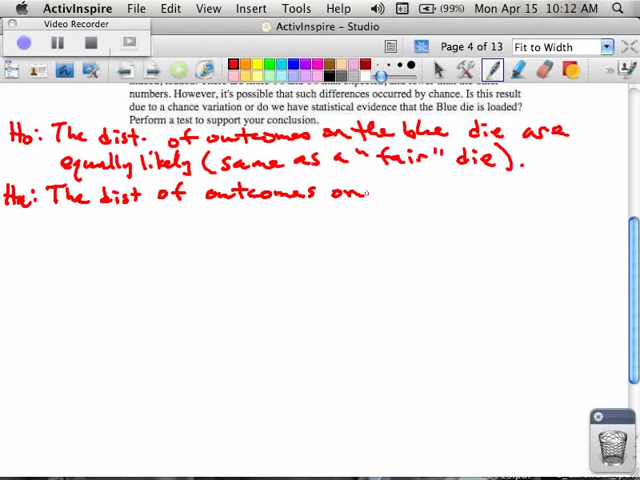 ActivInspire File Edit View Insert Tools Help (99%) Mon Apr 15 10:12 AM
Video Recorder
ActivInspire - Studio
Page 4 of 13 Fit to Width
numbers. However, it's possible that such differences occurred by chance. Is this result
due to a chance variation or do we have statistical evidence that the Blue die is loaded?
Perform a test to support your conclusion.
Ho: The dist. of outcomes on the blue die are
equally likely (same as a "fair" die).
Ha: The dist of outcomes on